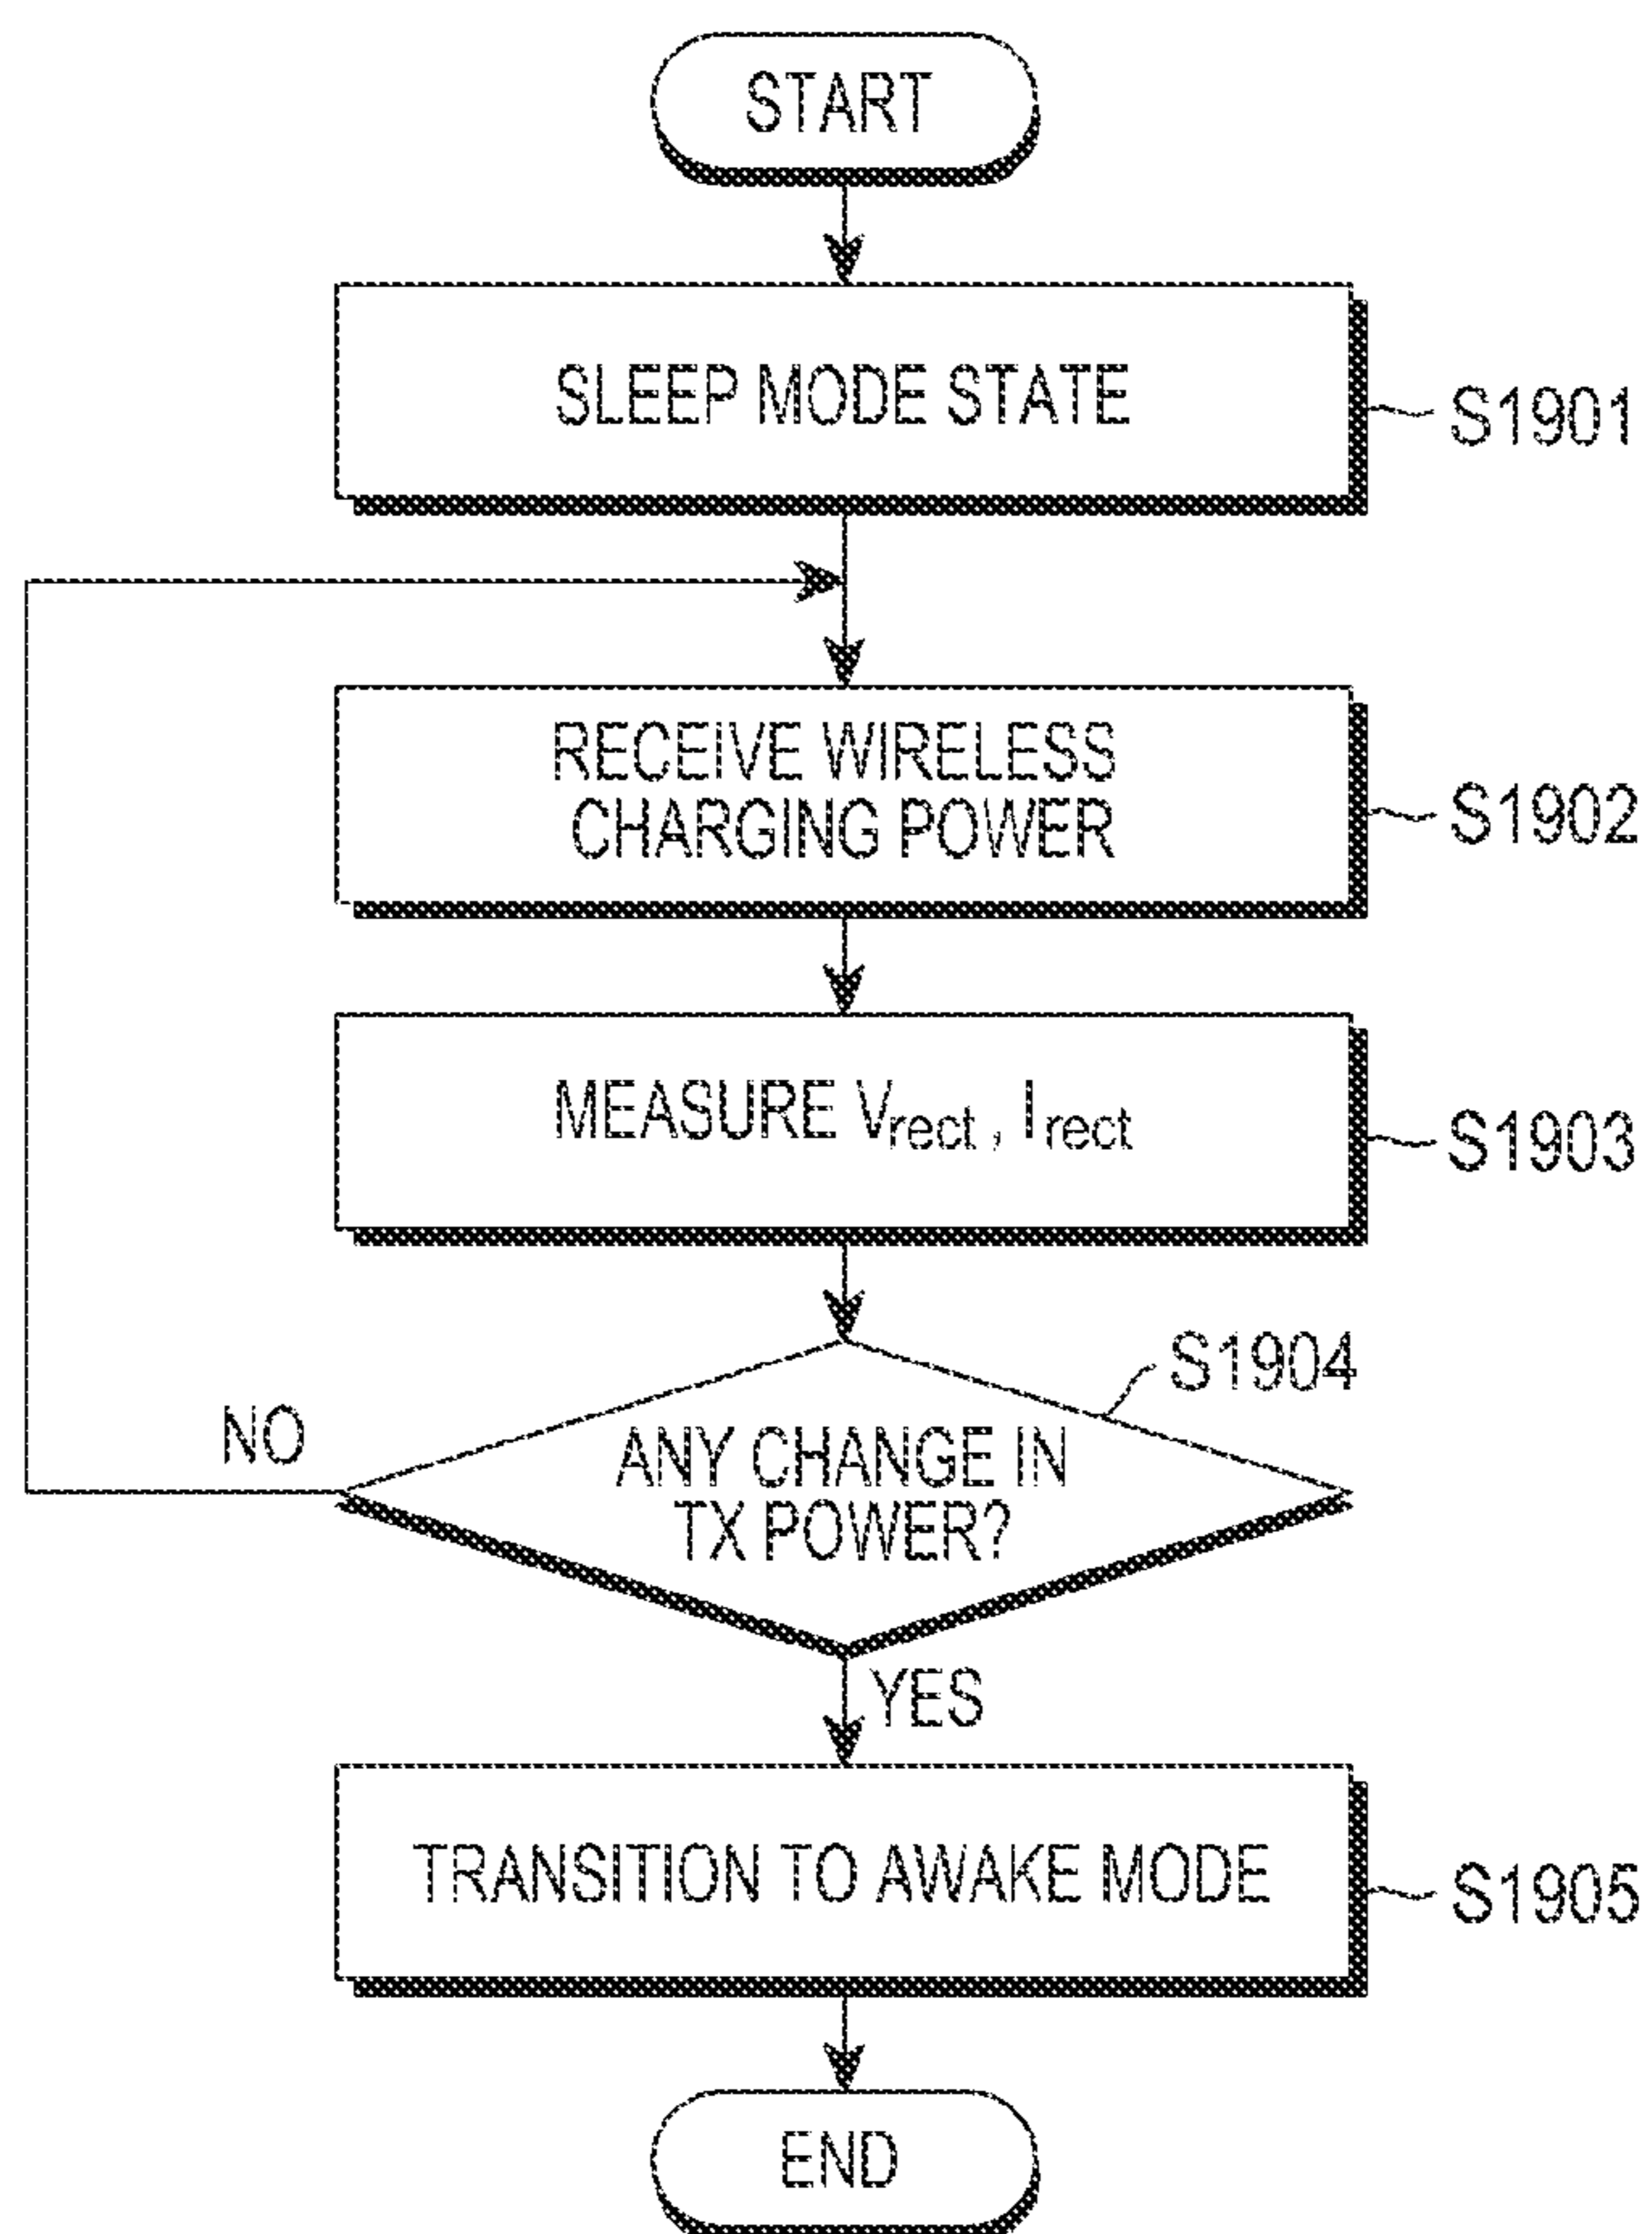 START
SLEEP MODE STATE
S1901
RECEIVE WIRELESS
CHARGING POWER
S1902
MEASURE Vrect, Irect
S1903
S1904
ANY CHANGE IN
TX POWER?
NO
YES
TRANSITION TO AWAKE MODE
S1905
END